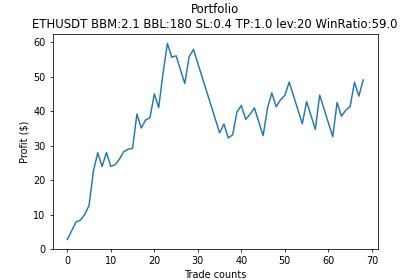 Portfolio
ETHUSDT BBM:2.1 BBL:180 SL:0.4 TP:1.0 lev:20 WinRatio:59.0
60
50
40
30
20
10
0
Profit ($)
0 10 20 30 40 50 60 70
Trade counts